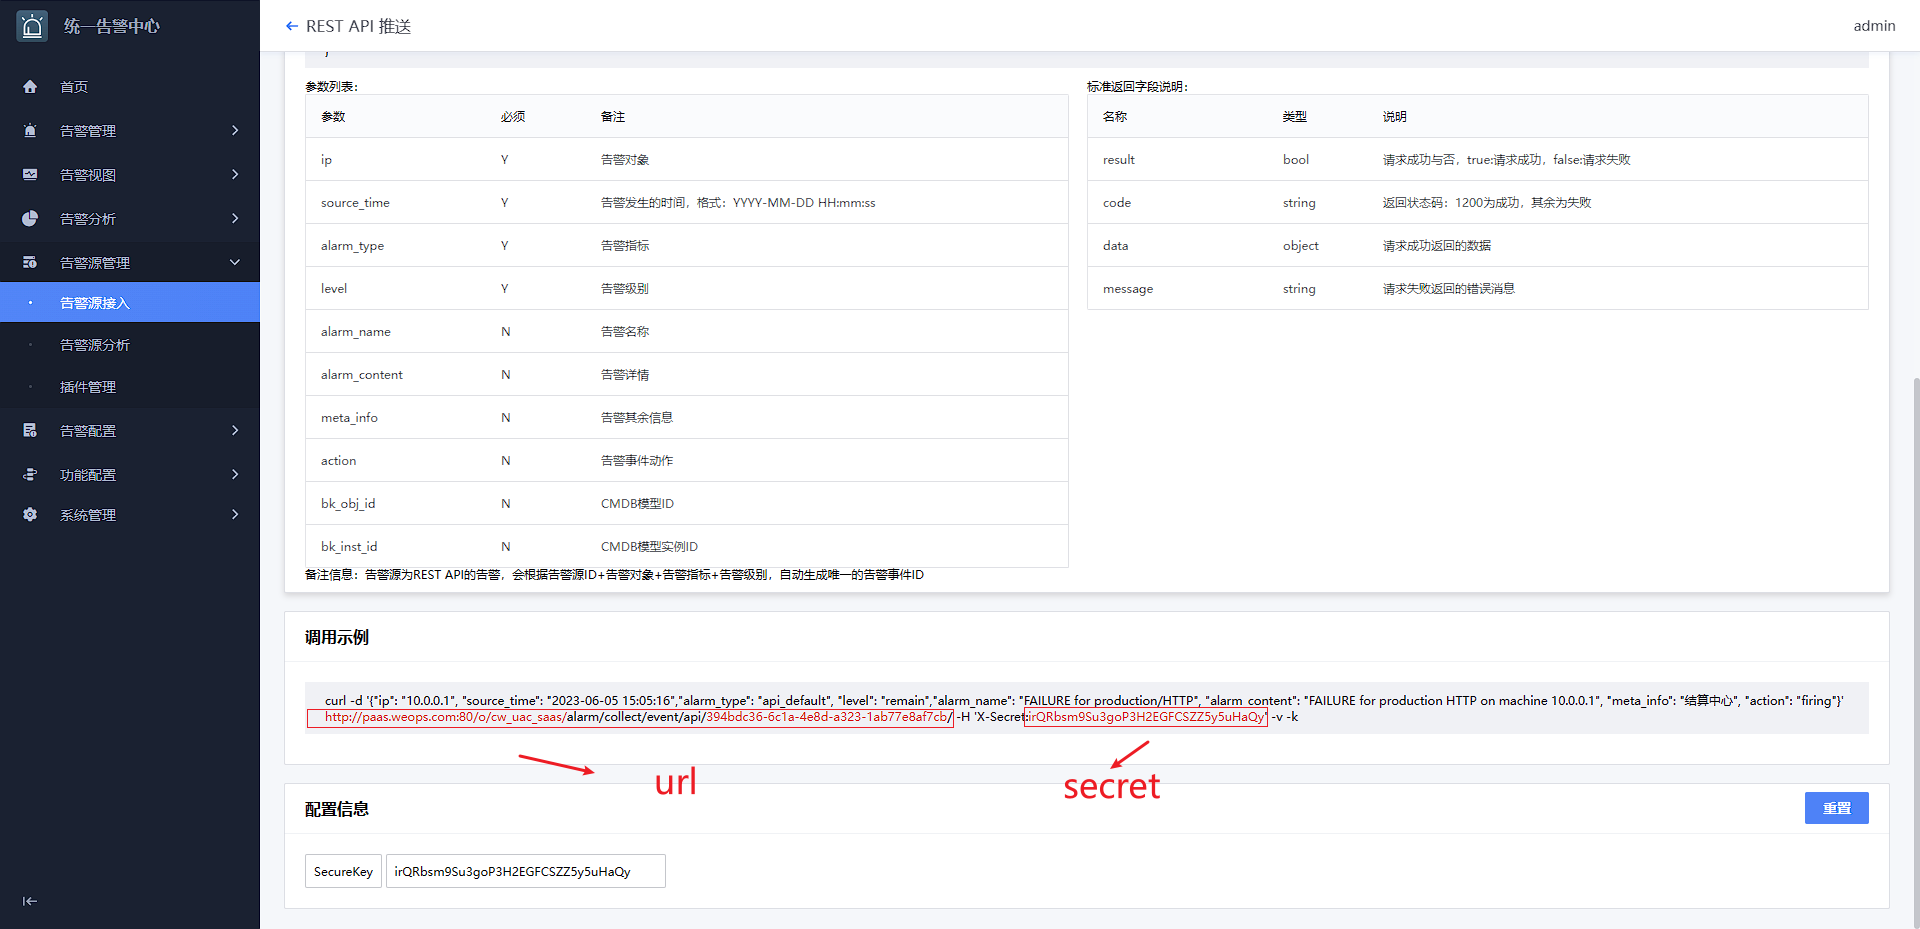 统一告警中心
REST API 推送
admin
首页
告警管理
告警视图
告警分析
告警源管理
告警源接入
告警源分析
插件管理
告警配置
功能配置
系统管理
参数列表：
参数 必须 备注
ip Y 告警对象
source_time Y 告警发生的时间，格式：YYYY-MM-DD HH:mm:ss
alarm_type Y 告警指标
level Y 告警级别
alarm_name N 告警名称
alarm_content N 告警详情
meta_info N 告警其余信息
action N 告警事件动作
bk_obj_id N CMDB模型ID
bk_inst_id N CMDB模型实例ID
备注信息：告警源为REST API的告警，会根据告警源ID+告警对象+告警指标+告警级别，自动生成唯一的告警事件ID
标准返回字段说明：
名称 类型 说明
result bool 请求成功与否，true:请求成功，false:请求失败
code string 返回状态码：1200为成功，其余为失败
data object 请求成功返回的数据
message string 请求失败返回的错误消息
调用示例
curl -d '{"ip": "10.0.0.1", "source_time": "2023-06-05 15:05:16","alarm_type": "api_default", "level": "remain","alarm_name": "FAILURE for production/HTTP", "alarm_content": "FAILURE for production HTTP on machine 10.0.0.1", "meta_info": "结算中心", "action": "firing"}'
http://paas.weops.com:80/o/cw_uac_saas/alarm/collect/event/api/394bdc36-6c1a-4e8d-a323-1ab77e8af7cb/ -H 'X-Secret:irQRbsm9Su3goP3H2EGFCSZZ5y5uHaQy' -v -k
url
secret
配置信息
重置
SecureKey irQRbsm9Su3goP3H2EGFCSZZ5y5uHaQy